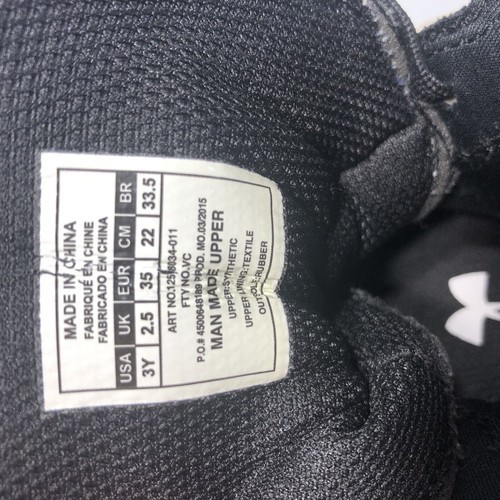 MADE IN CHINA
FABRIQUÉ EN CHINE
FABRICADO EN CHINA
USA UK EUR CM BR
3Y 2.5 35 22 33.5
FTY NO.VC
P.O.# 4500648189 PROD. MO.03/2015
MAN MADE UPPER
UPPER:SYNTHETIC
UPPER LINING:TEXTILE
OUTSOLE:RUBBER